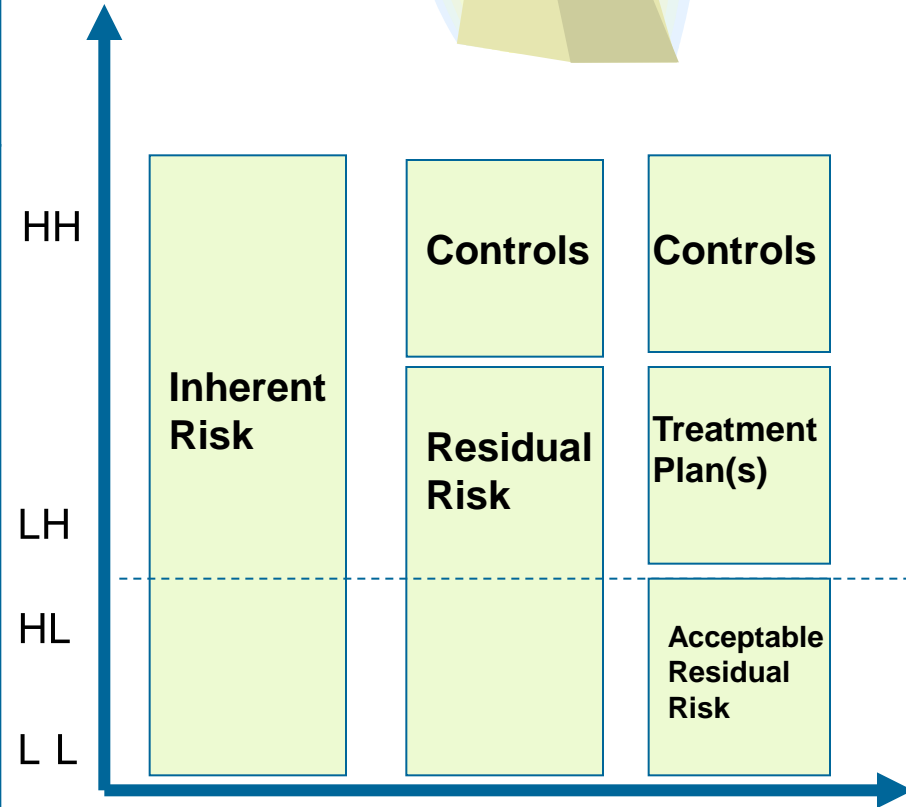 HH
Controls
Controls
Inherent
Risk
Residual
Risk
Treatment
Plan(s)
LH
HL
Acceptable
Residual
Risk
L L